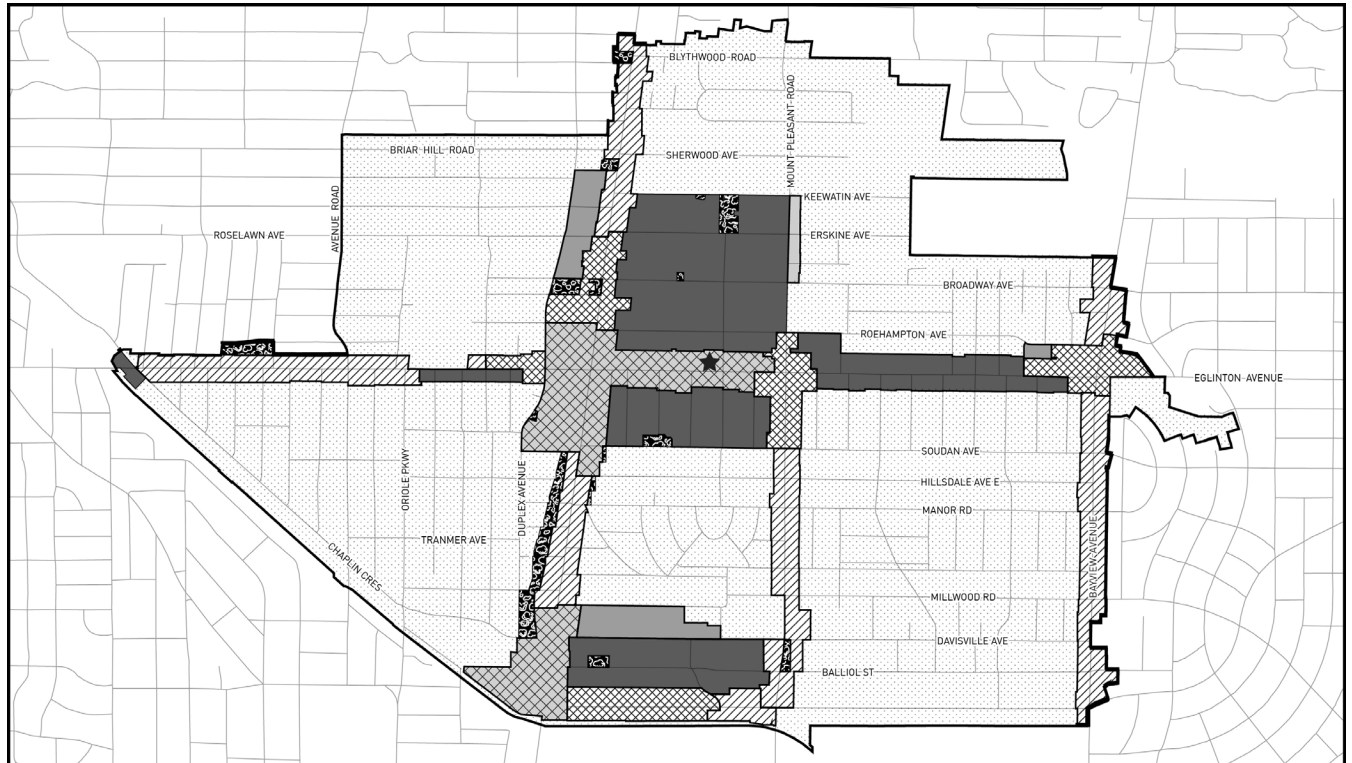 BLYTHWOOD ROAD
MOUNT PLEASANT ROAD
BRIAR HILL ROAD
SHERWOOD AVE
AVENUE ROAD
KEEWATIN AVE
ROSELAWN AVE
ERSKINE AVE
BROADWAY AVE
ROEHAMPTON AVE
EGLINTON AVENUE
SOUDAN AVE
ORIOLE PKWY
DUPLEX AVENUE
HILLSDALE AVE E
MANOR RD
TRANMER AVE
CHAPLIN CRES
BAYVIEW AVENUE
MILLWOOD RD
DAVISVILLE AVE
BALLIOL ST